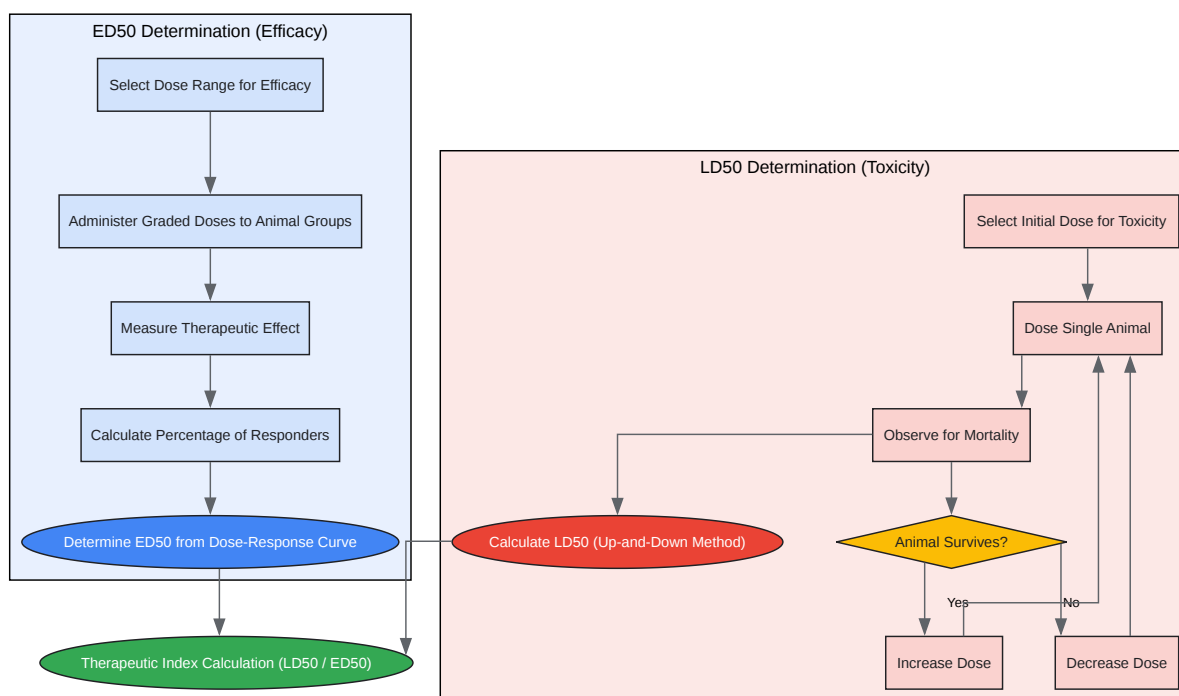 ED50 Determination (Efficacy)
Select Dose Range for Efficacy
Administer Graded Doses to Animal Groups
Measure Therapeutic Effect
Calculate Percentage of Responders
Determine ED50 from Dose-Response Curve
Therapeutic Index Calculation (LD50 / ED50)
LD50 Determination (Toxicity)
Select Initial Dose for Toxicity
Dose Single Animal
Observe for Mortality
Calculate LD50 (Up-and-Down Method)
Animal Survives?
Yes
No
Increase Dose
Decrease Dose